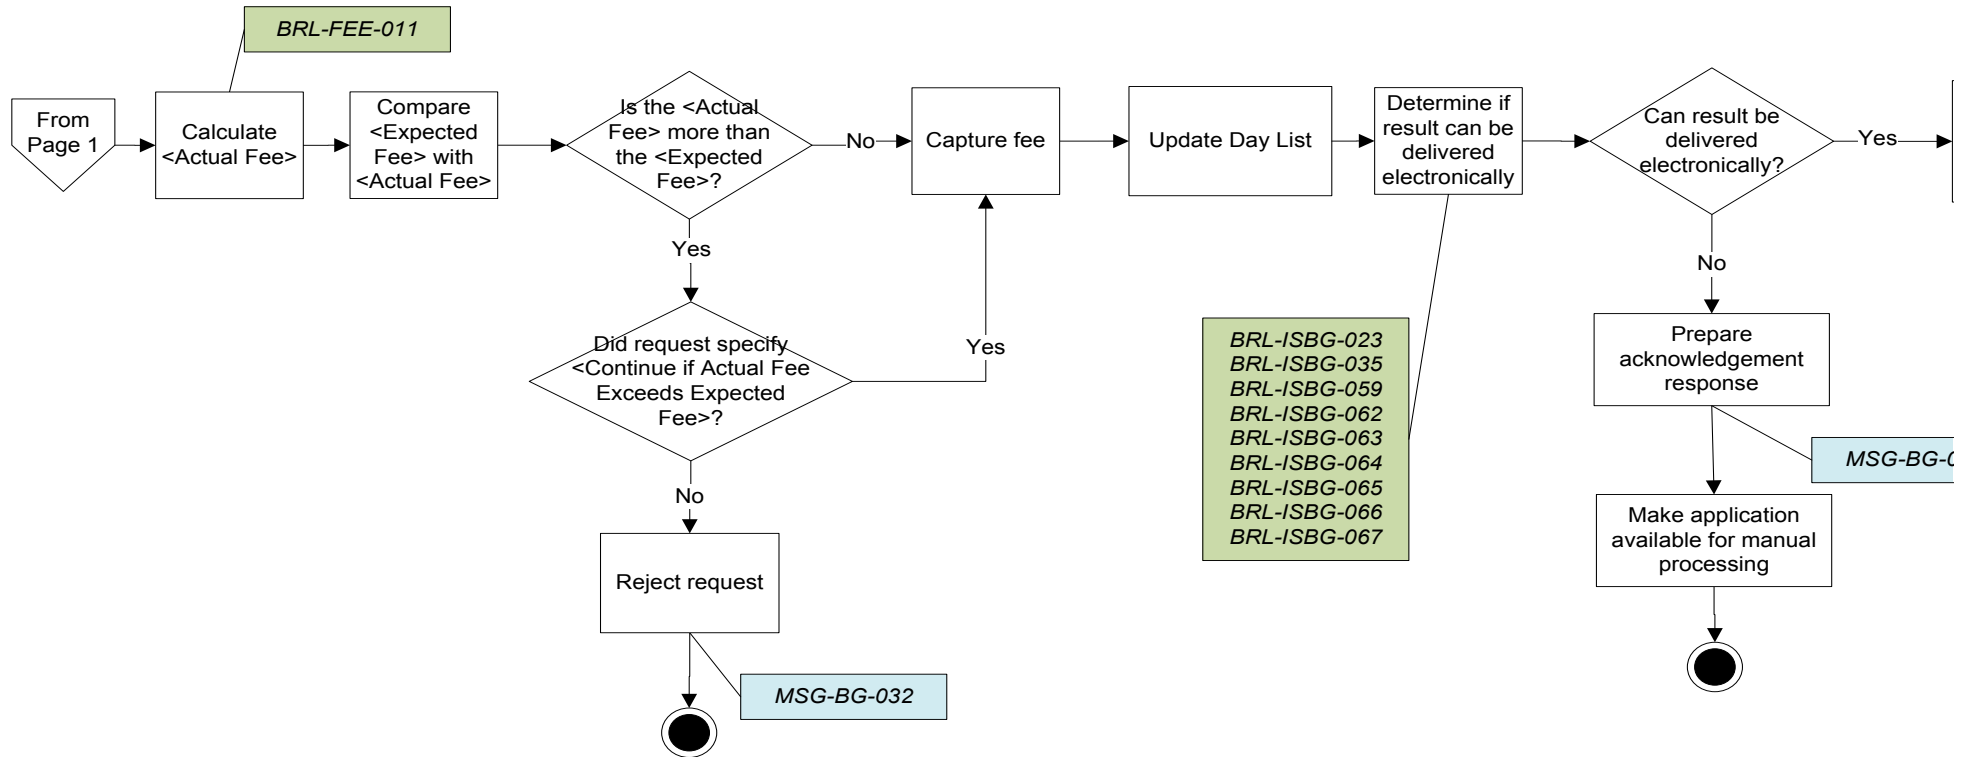 BRL-FEE-011
From
Page 1
Calculate
<Actual Fee>
Compare
<Expected
Fee> with
<Actual Fee>
Is the <Actual
Fee> more than
the <Expected
Fee>?
No
Capture fee
Update Day List
Determine if
result can be
delivered
electronically
Can result be
delivered
electronically?
Yes
Yes
No
Did request specify
<Continue if Actual Fee
Exceeds Expected
Fee>?
Yes
BRL-ISBG-023
BRL-ISBG-035
BRL-ISBG-059
BRL-ISBG-062
BRL-ISBG-063
BRL-ISBG-064
BRL-ISBG-065
BRL-ISBG-066
BRL-ISBG-067
Prepare
acknowledgement
response
No
MSG-BG-
Reject request
Make application
available for manual
processing
MSG-BG-032